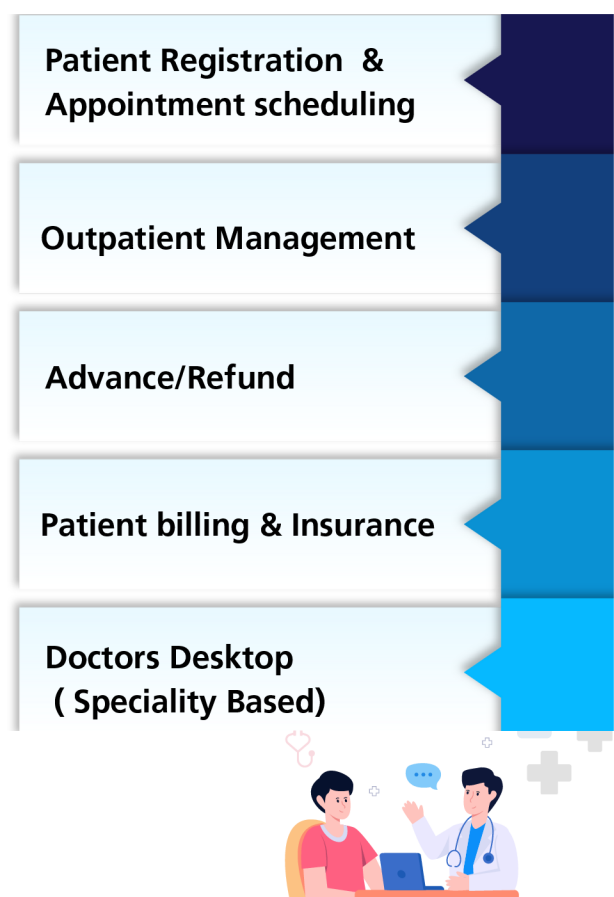 Patient Registration &
Appointment scheduling
Outpatient Management
Advance/Refund
Patient billing & Insurance
Doctors Desktop
( Speciality Based)